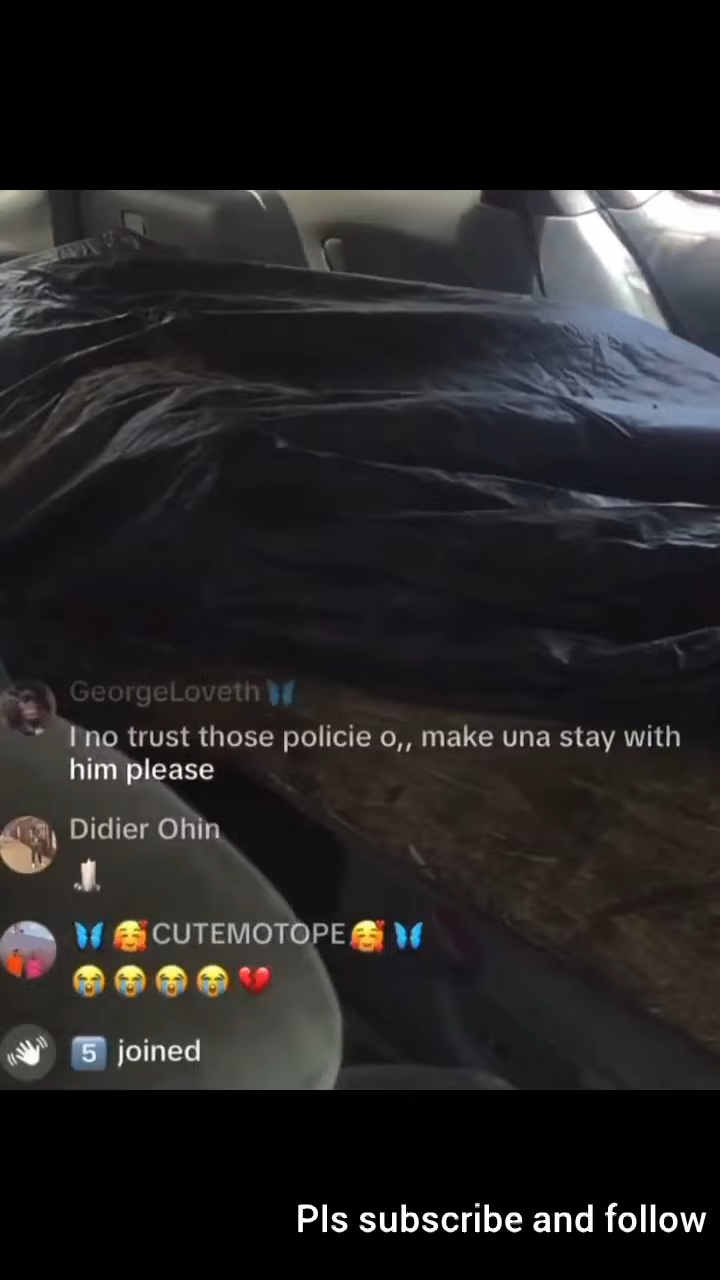 GeorgeLoveth🦋
I no trust those policie o,, make una stay with
him please
Didier Ohin
🕯️
🦋 🥰CUTEMOTOPE🥰🦋
😭😭😭😭💔
5️⃣ joined
Pls subscribe and follow